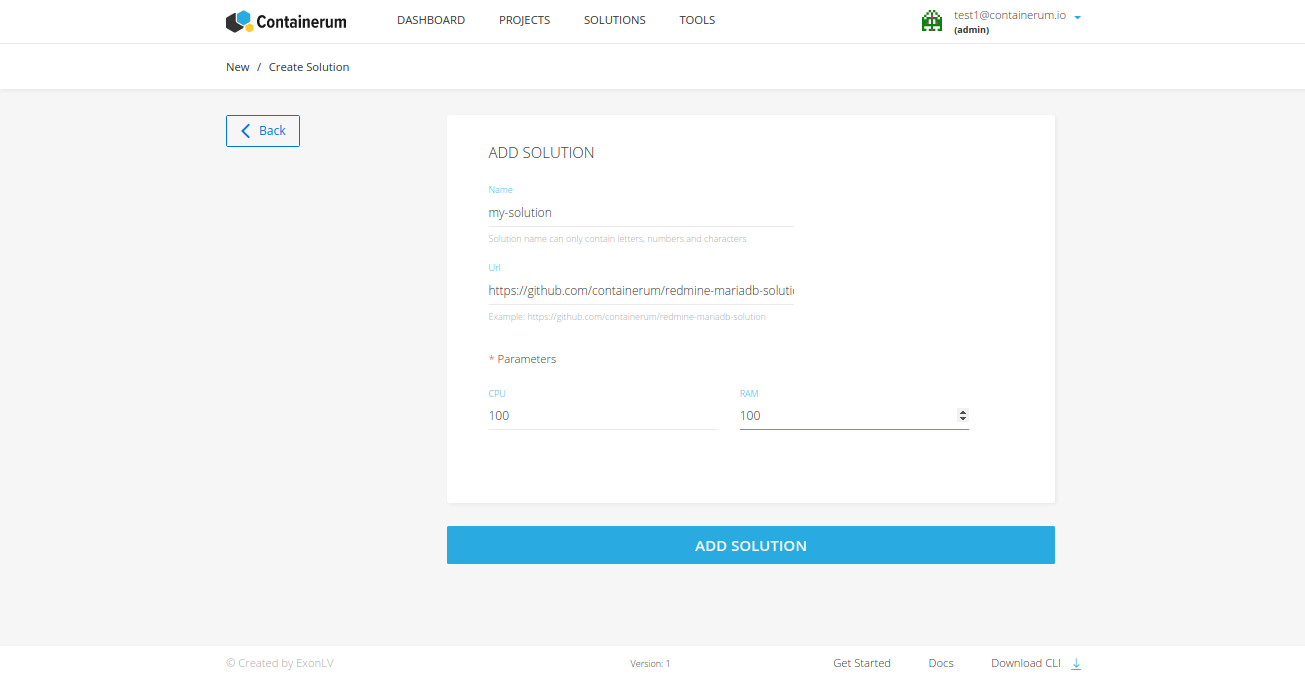 Containerum DASHBOARD PROJECTS SOLUTIONS TOOLS test1@containerum.io
(admin)
New / Create Solution
Back
ADD SOLUTION
Name
my-solution
Solution name can only contain letters, numbers and characters
Url
https://github.com/containerum/redmine-mariadb-soluti
Example: https://github.com/containerum/redmine-mariadb-solution
* Parameters
CPU RAM
100 100
ADD SOLUTION
© Created by ExonLV Version: 1 Get Started Docs Download CLI